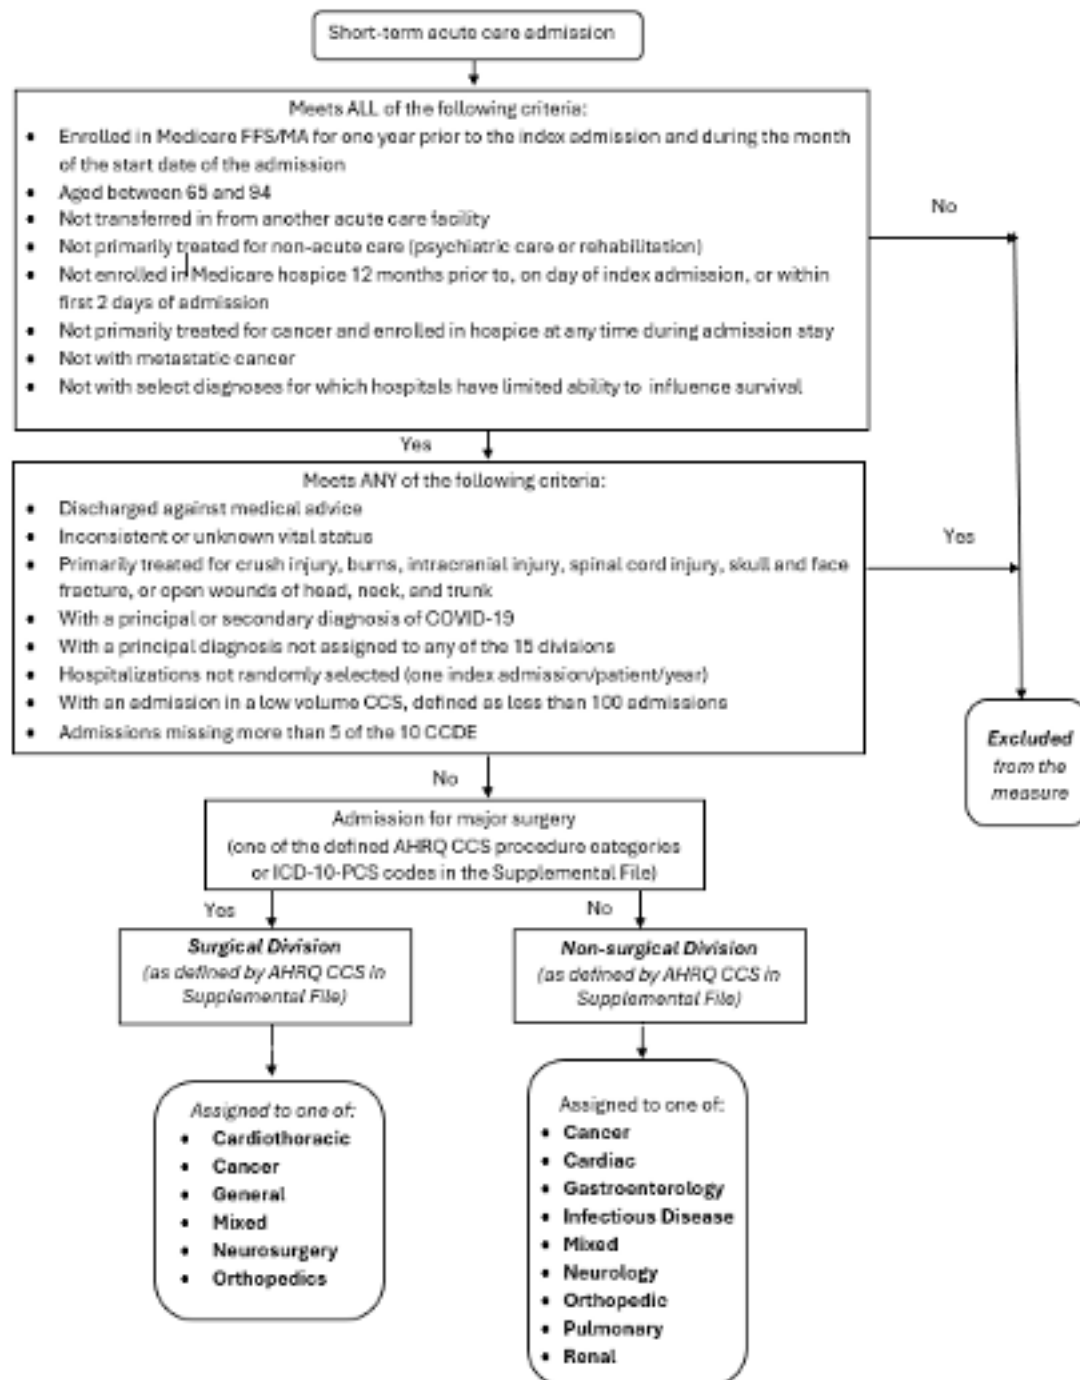 Short-term acute care admission
Meets ALL of the following criteria:
• Enrolled in Medicare FFS/MA for one year prior to the index admission and during the month
of the start date of the admission
• Aged between 65 and 94
• Not transferred in from another acute care facility
• Not primarily treated for non-acute care (psychiatric care or rehabilitation)
• Not enrolled in Medicare hospice 12 months prior to, on day of index admission, or within
first 2 days of admission
• Not primarily treated for cancer and enrolled in hospice at any time during admission stay
• Not with metastatic cancer
• Not with select diagnoses for which hospitals have limited ability to influence survival
No
Yes
Meets ANY of the following criteria:
• Discharged against medical advice
• Inconsistent or unknown vital status
• Primarily treated for crush injury, burns, intracranial injury, spinal cord injury, skull and face
fracture, or open wounds of head, neck, and trunk
• With a principal or secondary diagnosis of COVID-19
• With a principal diagnosis not assigned to any of the 15 divisions
• Hospitalizations not randomly selected (one index admission/patient/year)
• With an admission in a low volume CCS, defined as less than 100 admissions
• Admissions missing more than 5 of the 10 CCDE
Yes
Excluded
from the
measure
No
Admission for major surgery
(one of the defined AHRQ CCS procedure categories
or ICD-10-PCS codes in the Supplemental File)
Yes
No
Surgical Division
(as defined by AHRQ CCS in
Supplemental File)
Non-surgical Division
(as defined by AHRQ CCS in
Supplemental File)
Assigned to one of:
• Cardiothoracic
• Cancer
• General
• Mixed
• Neurosurgery
• Orthopedics
Assigned to one of:
• Cancer
• Cardiac
• Gastroenterology
• Infectious Disease
• Mixed
• Neurology
• Orthopedic
• Pulmonary
• Renal